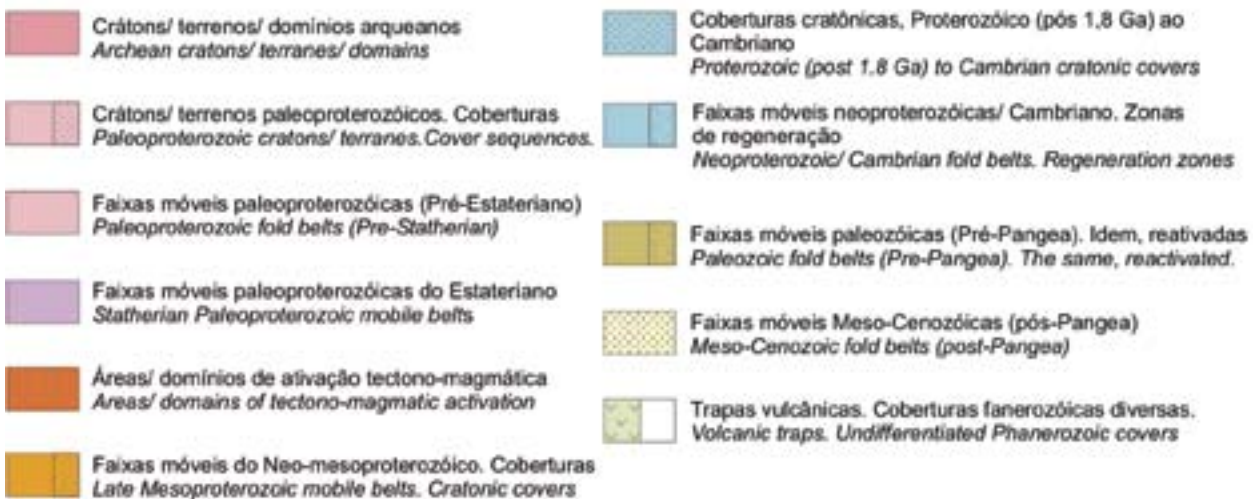 Crátons/ terrenos/ domínios arqueanos
Archean cratons/ terranes/ domains
Crátons/ terrenos paleoproterozóicos. Coberturas
Paleoproterozoic cratons/ terranes.Cover sequences.
Faixas móveis paleoproterozóicas (Pré-Estateriano)
Paleoproterozoic fold belts (Pre-Statherian)
Faixas móveis paleoproterozóicas do Estateriano
Statherian Paleoproterozoic mobile belts
Áreas/ domínios de ativação tectono-magmática
Areas/ domains of tectono-magmatic activation
Faixas móveis do Neo-mesoproterozóico. Coberturas
Late Mesoproterozoic mobile belts. Cratonic covers
Coberturas cratônicas, Proterozóico (pós 1,8 Ga) ao
Cambriano
Proterozoic (post 1.8 Ga) to Cambrian cratonic covers
Faixas móveis neoproterozóicas/ Cambriano. Zonas
de regeneração
Neoproterozoic/ Cambrian fold belts. Regeneration zones
Faixas móveis paleozóicas (Pré-Pangea). Idem, reativadas
Paleozoic fold belts (Pre-Pangea). The same, reactivated.
Faixas móveis Meso-Cenozóicas (pós-Pangea)
Meso-Cenozoic fold belts (post-Pangea)
Trapas vulcânicas. Coberturas fanerozóicas diversas.
Volcanic traps. Undifferentiated Phanerozoic covers